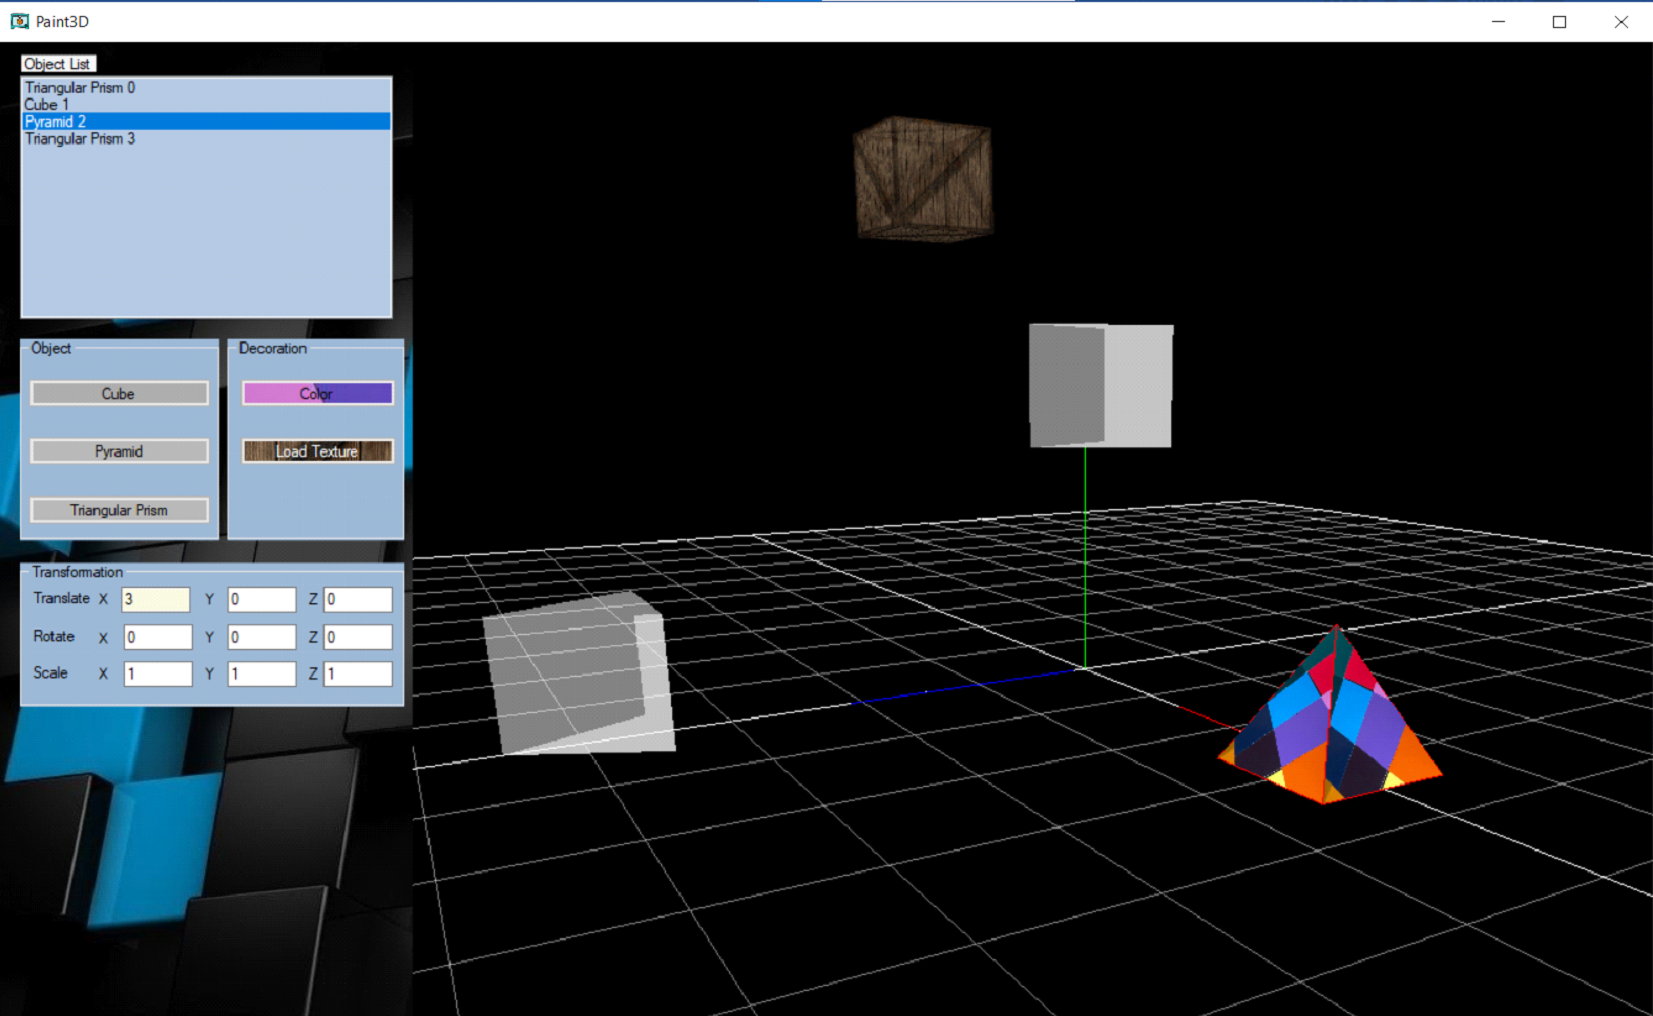 Paint3D
Object List
Triangular Prism 0
Cube 1
Pyramid 2
Triangular Prism 3
Object
Cube
Pyramid
Triangular Prism
Decoration
Color
Load Texture
Transformation
Translate X 3 Y 0 Z 0
Rotate X 0 Y 0 Z 0
Scale X 1 Y 1 Z 1